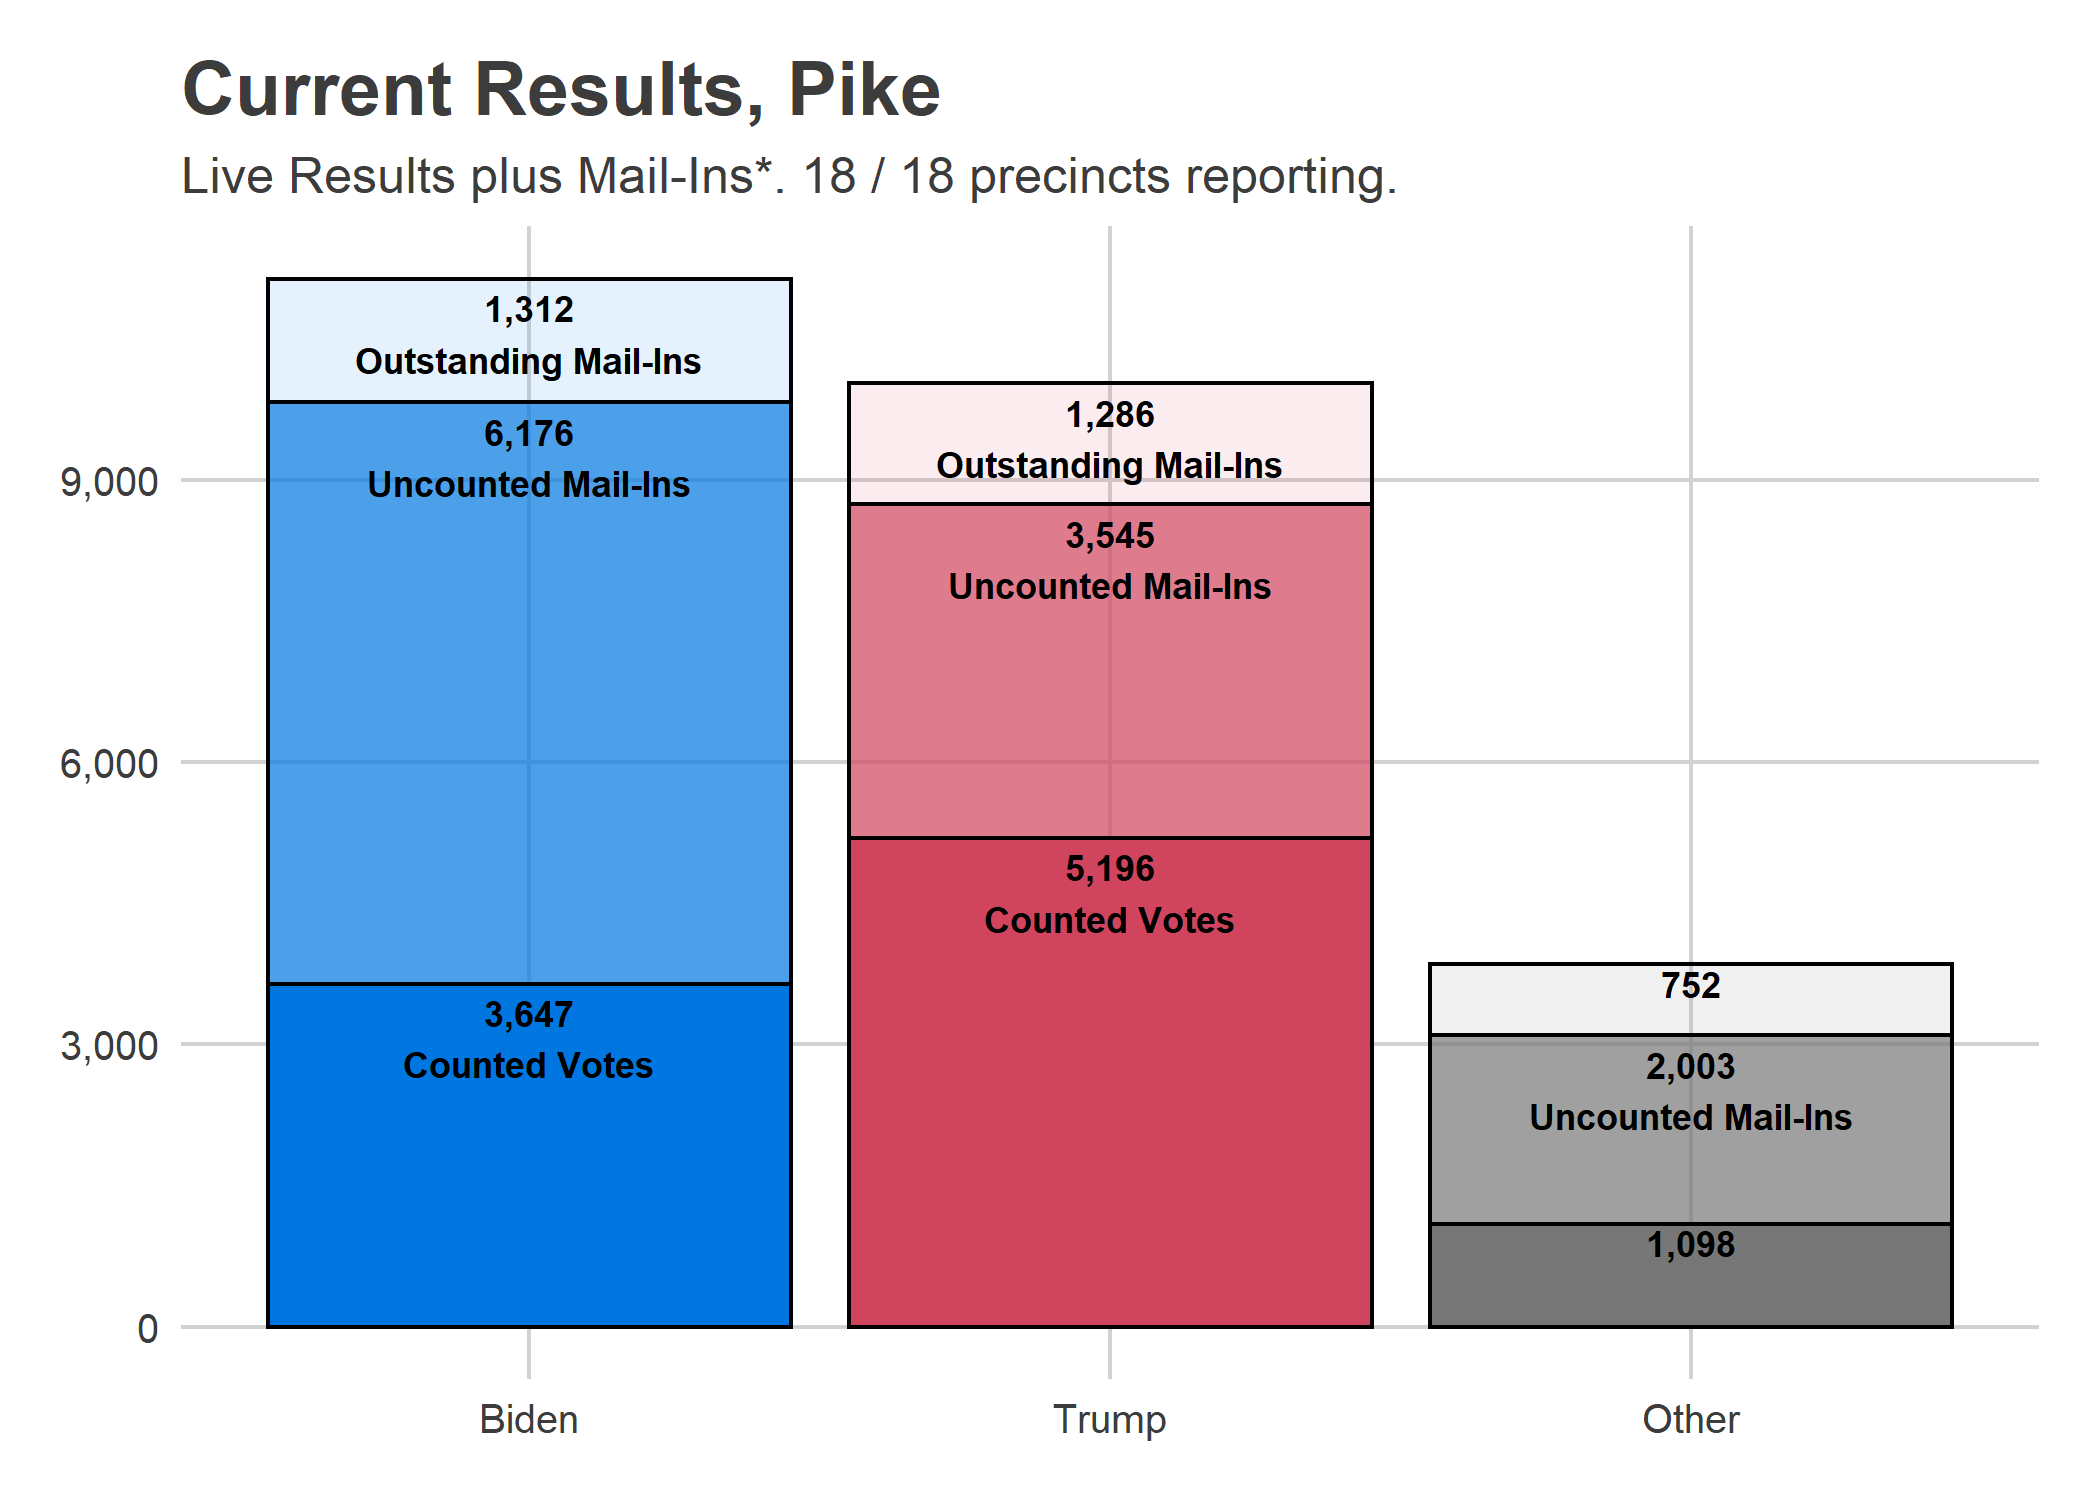 Current Results, Pike
Live Results plus Mail-Ins*. 18 / 18 precincts reporting.
1,312
Outstanding Mail-Ins
6,176
Uncounted Mail-Ins
3,647
Counted Votes
1,286
Outstanding Mail-Ins
3,545
Uncounted Mail-Ins
5,196
Counted Votes
752
2,003
Uncounted Mail-Ins
1,098
9,000
6,000
3,000
0
Biden
Trump
Other